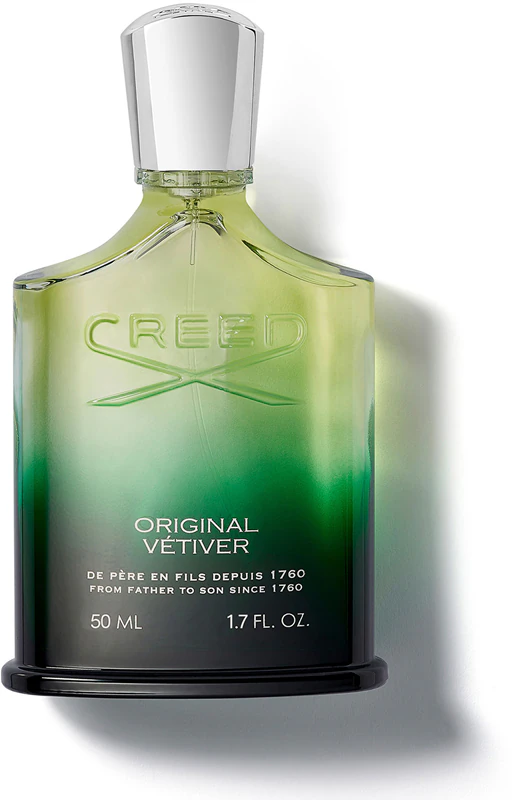 CREED
ORIGINAL
VÉTIVER
DE PÈRE EN FILS DEPUIS 1760
FROM FATHER TO SON SINCE 1760
50 ML 1.7 FL. OZ.